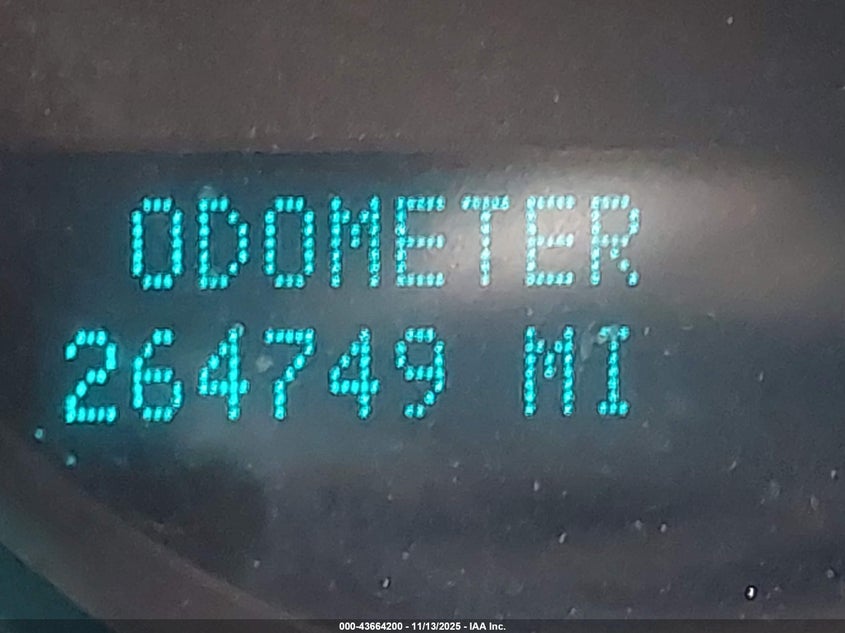 ODOMETER
264749 MI
000-43664200 - 11/13/2025 - IAA Inc.